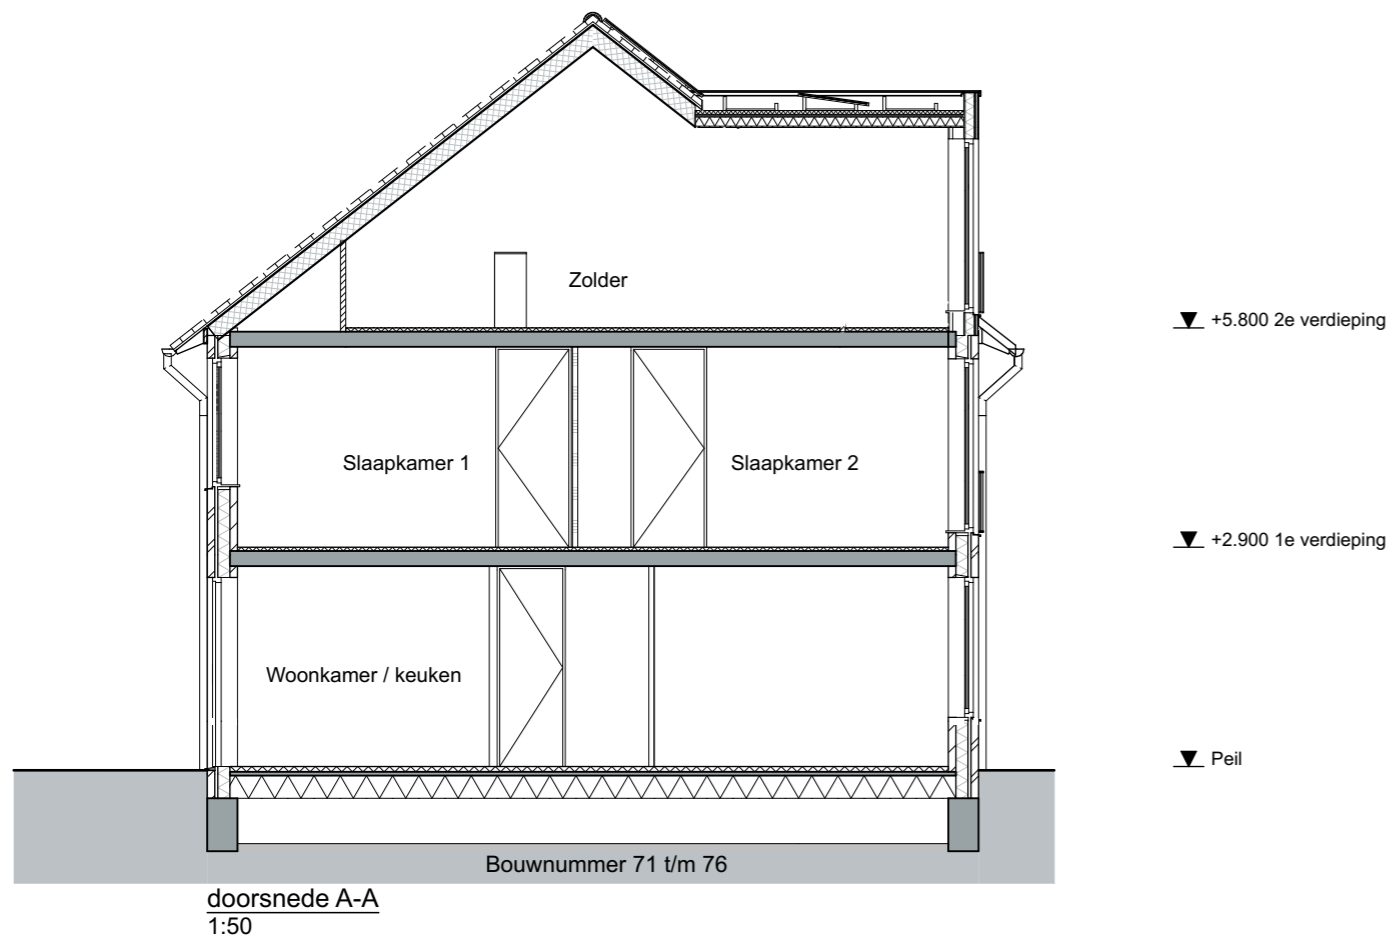 Zolder
+5.800 2e verdieping
Slaapkamer 1
Slaapkamer 2
+2.900 1e verdieping
Woonkamer / keuken
Peil
Bouwnummer 71 t/m 76
doorsnede A-A
1:50